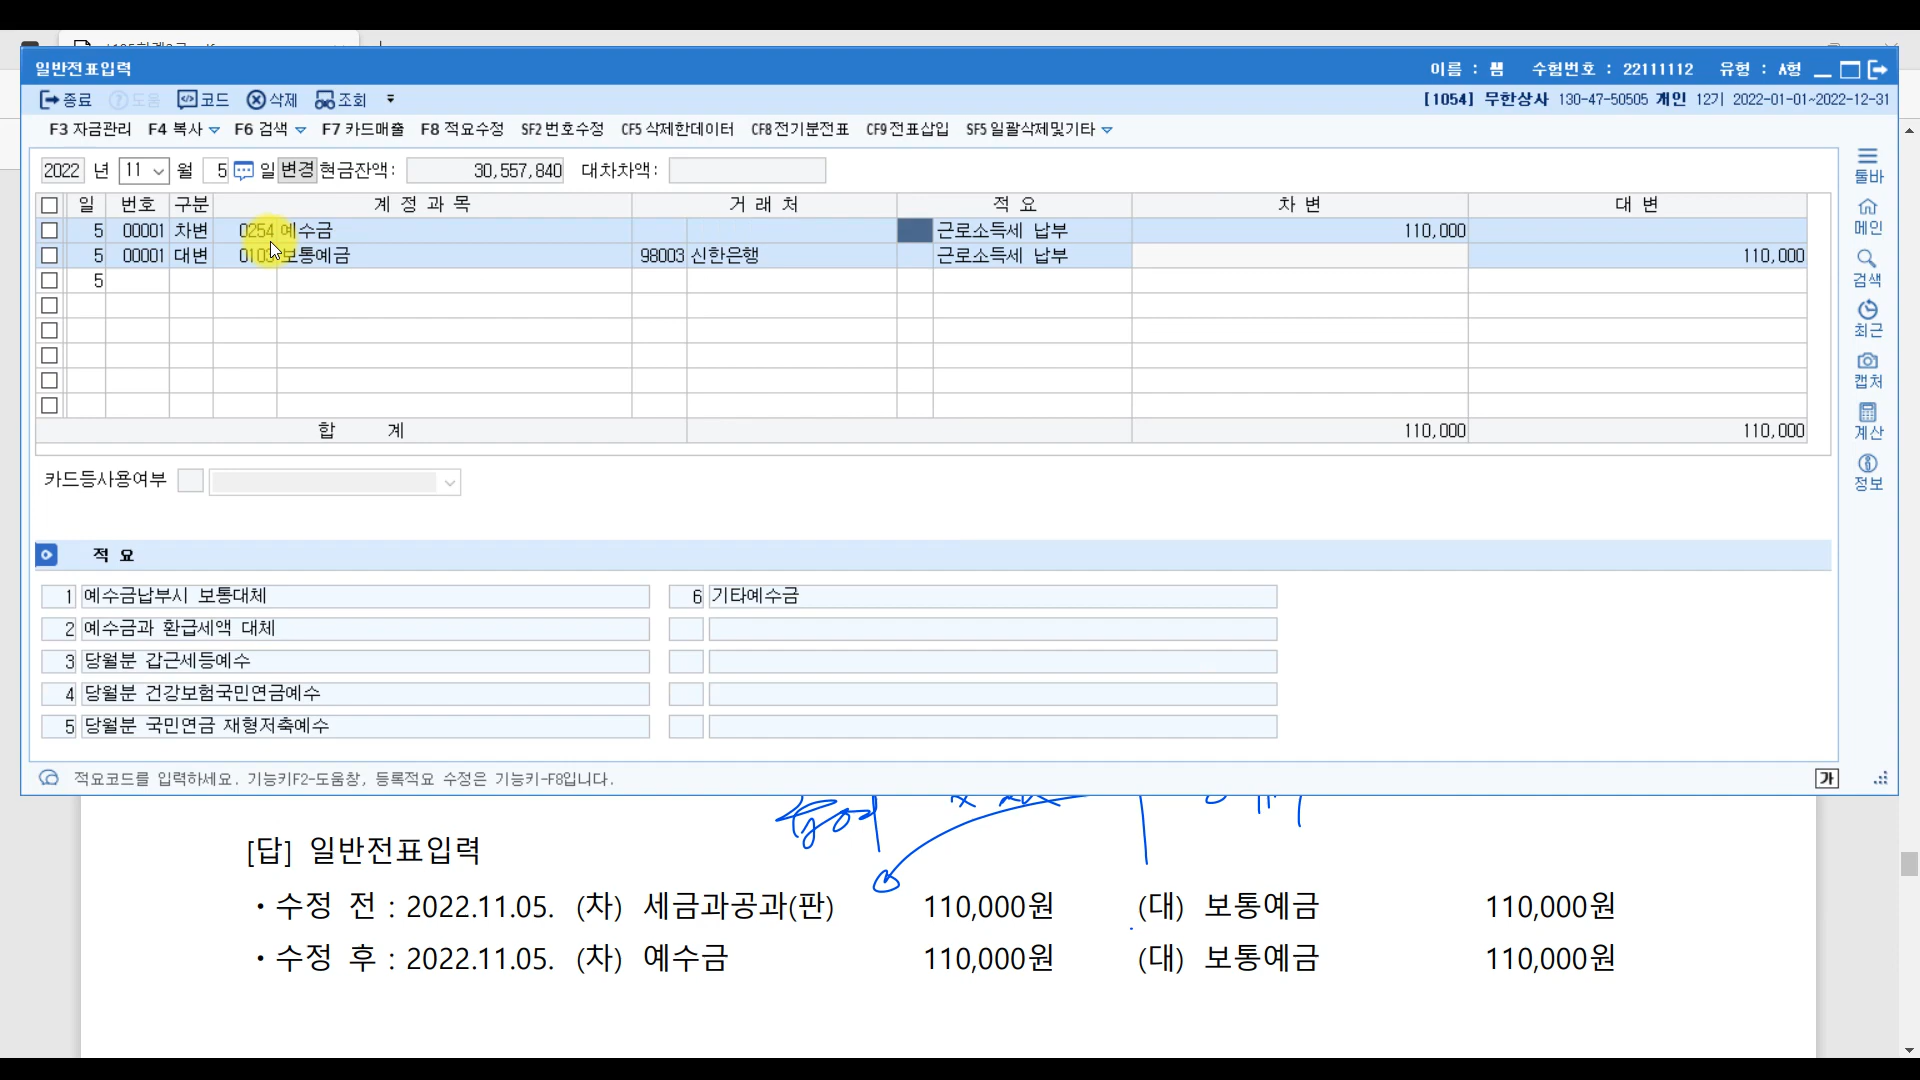 일반전표입력 이름 : 쌤 수험번호 : 22111112 유형 : A형
종료 도움 코드 삭제 조회 [1054] 무한상사 130-47-50505 개인 12기 2022-01-01~2022-12-31
F3 자금관리 F4 복사 F6 검색 F7 카드매출 F8 적요수정 SF2 번호수정 CF5 삭제한데이터 CF8 전기분전표 CF9 전표삽입 SF5 일괄삭제및기타
2022 년 11 월 5 일 변경 현금잔액: 30,557,840 대차차액:
일 번호 구분 계 정 과 목 거 래 처 적 요 차 변 대 변
5 00001 차변 0254 예수금 근로소득세 납부 110,000
5 00001 대변 0103 보통예금 98003 신한은행 근로소득세 납부 110,000
5
합 계 110,000 110,000
카드등사용여부
적 요
1 예수금납부시 보통대체 6 기타예수금
2 예수금과 환급세액 대체
3 당월분 갑근세등예수
4 당월분 건강보험국민연금예수
5 당월분 국민연금 재형저축예수
적요코드를 입력하세요. 기능키F2-도움창, 등록적요 수정은 기능키-F8입니다. 가
툴바
메인
검색
최근
캡처
계산
정보
[답] 일반전표입력
・수정 전 : 2022.11.05. (차) 세금과공과(판) 110,000원 (대) 보통예금 110,000원
・수정 후 : 2022.11.05. (차) 예수금 110,000원 (대) 보통예금 110,000원